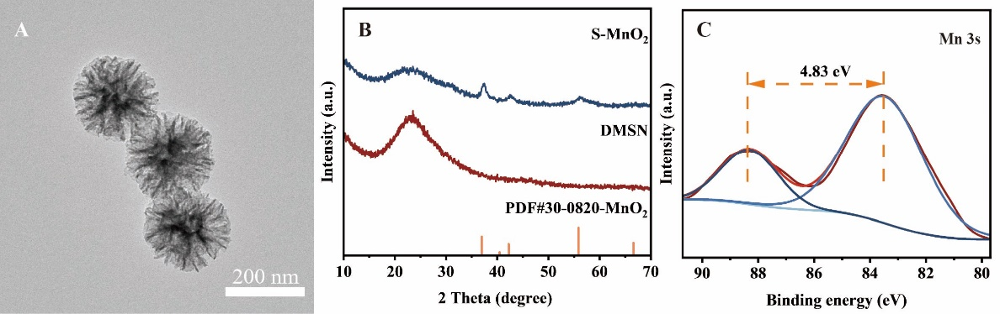 A
200 nm
B
S-MnO₂
DMSN
PDF#30-0820-MnO₂
Intensity (a.u.)
10 20 30 40 50 60 70
2 Theta (degree)
C
Mn 3s
4.83 eV
Intensity (a.u.)
90 88 86 84 82 80
Binding energy (eV)